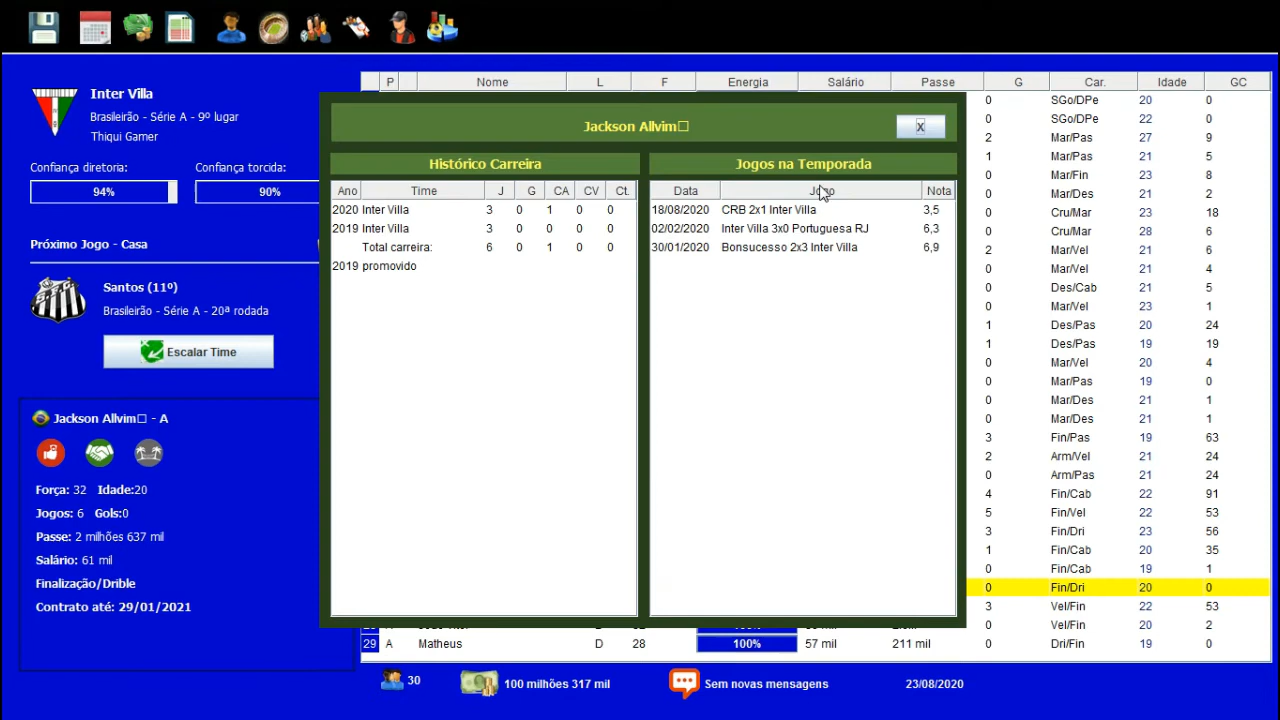 P Nome L F Energia Salário Passe G Car. Idade GC
Inter Villa
Brasileirão - Série A - 9º lugar
Thiqui Gamer
Confiança diretoria: Confiança torcida:
94% 90%
Próximo Jogo - Casa
Santos (11º)
Brasileirão - Série A - 20ª rodada
Escalar Time
Jackson Allvim□ - A
Força: 32 Idade:20
Jogos: 6 Gols:0
Passe: 2 milhões 637 mil
Salário: 61 mil
Finalização/Drible
Contrato até: 29/01/2021
Jackson Allvim□
X
Histórico Carreira
Ano Time J G CA CV Ct.
2020 Inter Villa 3 0 1 0 0
2019 Inter Villa 3 0 0 0 0
Total carreira: 6 0 1 0 0
2019 promovido
Jogos na Temporada
Data Jogo Nota
18/08/2020 CRB 2x1 Inter Villa 3,5
02/02/2020 Inter Villa 3x0 Portuguesa RJ 6,3
30/01/2020 Bonsucesso 2x3 Inter Villa 6,9
0 SGo/DPe 20 0
0 SGo/DPe 22 0
2 Mar/Pas 27 9
1 Mar/Pas 21 5
0 Mar/Fin 23 8
0 Mar/Des 21 2
0 Cru/Mar 23 18
0 Cru/Mar 28 6
2 Mar/Vel 21 6
0 Mar/Vel 21 4
0 Des/Cab 21 5
0 Mar/Vel 23 1
1 Des/Pas 20 24
1 Des/Pas 19 19
0 Mar/Vel 20 4
0 Mar/Pas 19 0
0 Mar/Des 21 1
0 Mar/Des 21 1
3 Fin/Pas 19 63
2 Arm/Vel 21 24
0 Arm/Pas 21 24
4 Fin/Cab 22 91
5 Fin/Vel 22 53
3 Fin/Dri 23 56
1 Fin/Cab 20 35
0 Fin/Cab 19 1
0 Fin/Dri 20 0
3 Vel/Fin 22 53
0 Vel/Fin 20 2
29 A Matheus D 28 100% 57 mil 211 mil 0 Dri/Fin 19 0
30 100 milhões 317 mil Sem novas mensagens 23/08/2020